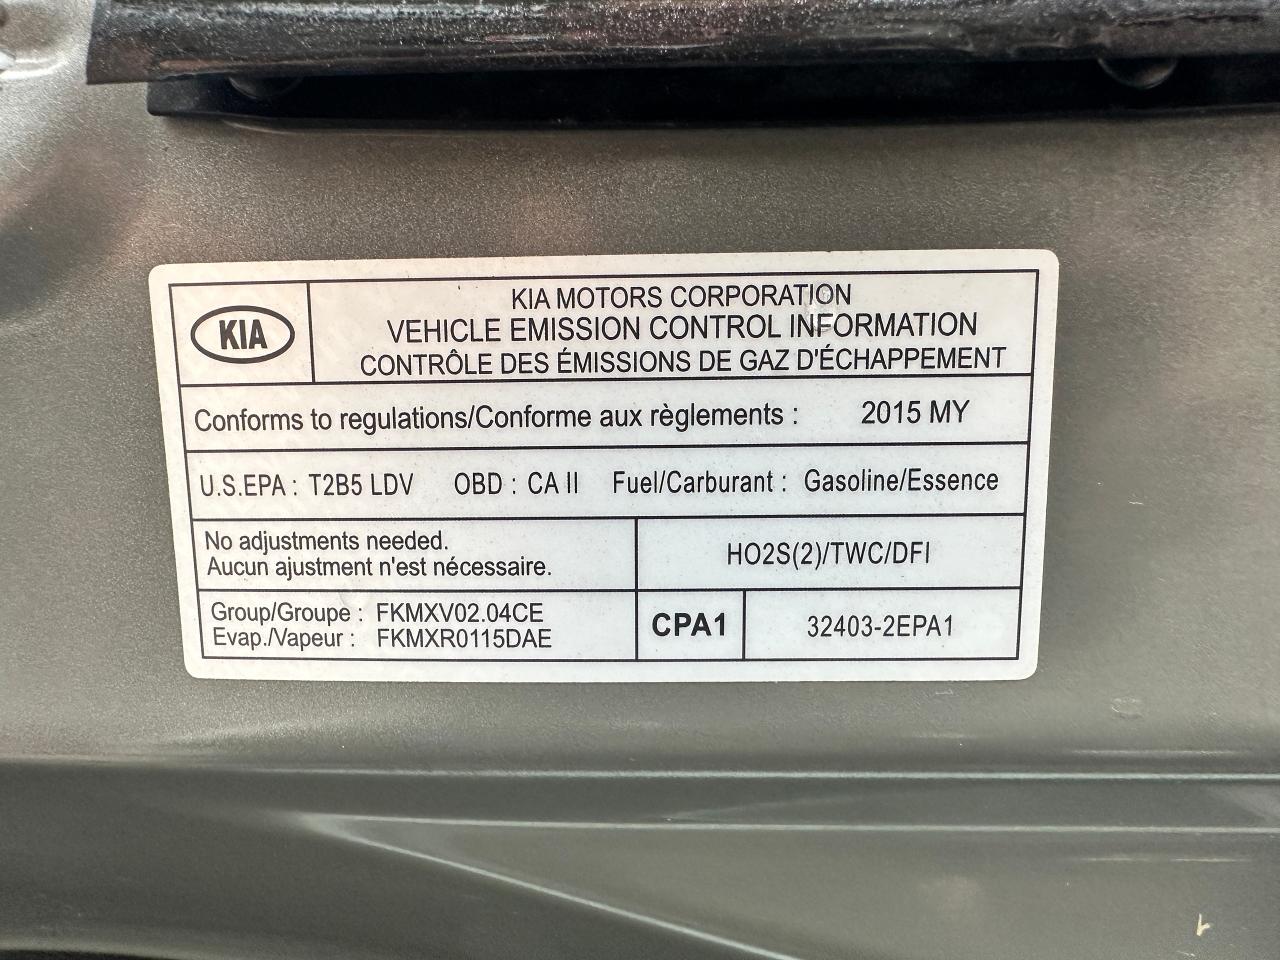 KIA
KIA MOTORS CORPORATION
VEHICLE EMISSION CONTROL INFORMATION
CONTRÔLE DES ÉMISSIONS DE GAZ D'ÉCHAPPEMENT
Conforms to regulations/Conforme aux règlements : 2015 MY
U.S.EPA : T2B5 LDV OBD : CA II Fuel/Carburant : Gasoline/Essence
No adjustments needed.
Aucun ajustment n'est nécessaire.
HO2S(2)/TWC/DFI
Group/Groupe : FKMXV02.04CE
Evap./Vapeur : FKMXR0115DAE
CPA1
32403-2EPA1